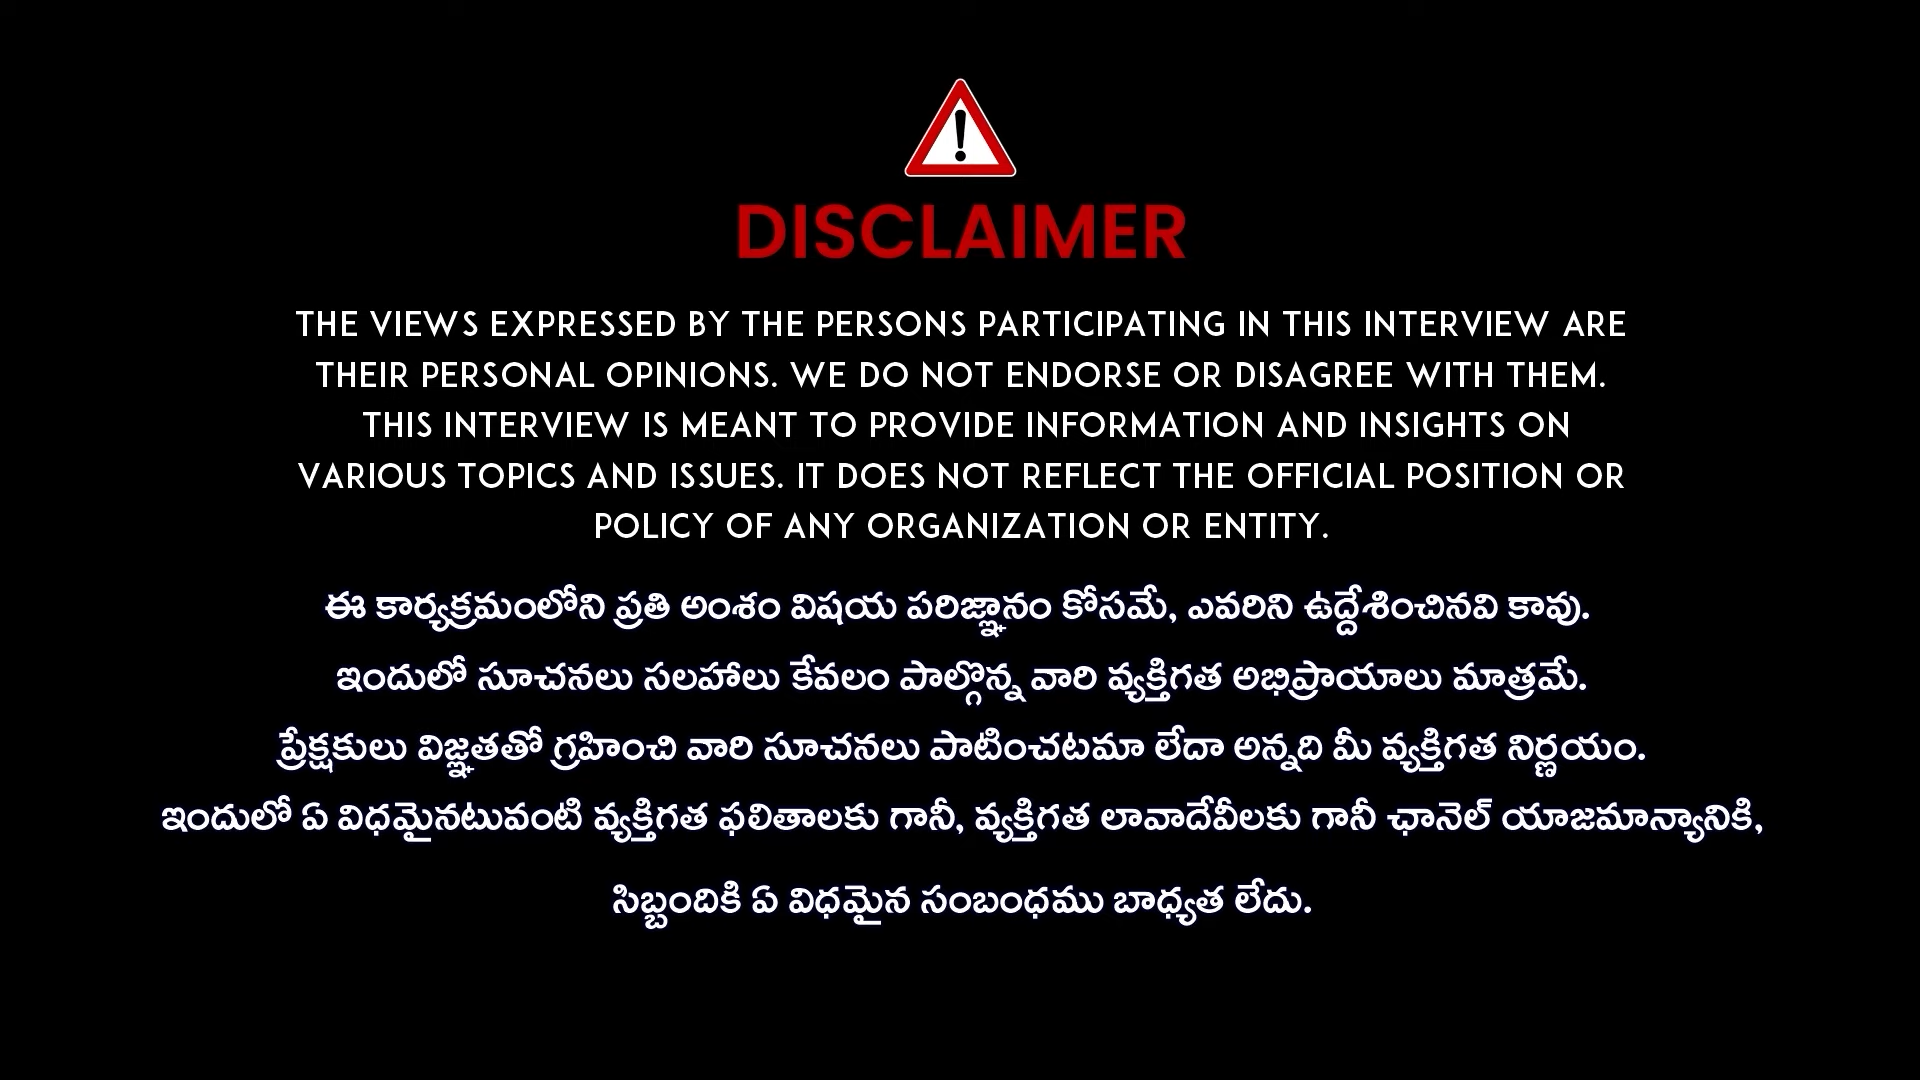 DISCLAIMER
THE VIEWS EXPRESSED BY THE PERSONS PARTICIPATING IN THIS INTERVIEW ARE
THEIR PERSONAL OPINIONS. WE DO NOT ENDORSE OR DISAGREE WITH THEM.
THIS INTERVIEW IS MEANT TO PROVIDE INFORMATION AND INSIGHTS ON
VARIOUS TOPICS AND ISSUES. IT DOES NOT REFLECT THE OFFICIAL POSITION OR
POLICY OF ANY ORGANIZATION OR ENTITY.
ఈ కార్యక్రమంలోని ప్రతి అంశం విషయ పరిజ్ఞానం కోసమే, ఎవరిని ఉద్దేశించినవి కావు.
ఇందులో సూచనలు సలహాలు కేవలం పాల్గొన్న వారి వ్యక్తిగత అభిప్రాయాలు మాత్రమే.
ప్రేక్షకులు విజ్ఞతతో గ్రహించి వారి సూచనలు పాటించటమా లేదా అన్నది మీ వ్యక్తిగత నిర్ణయం.
ఇందులో ఏ విధమైనటువంటి వ్యక్తిగత ఫలితాలకు గానీ, వ్యక్తిగత లావాదేవీలకు గానీ ఛానెల్ యాజమాన్యానికి,
సిబ్బందికి ఏ విధమైన సంబంధము బాధ్యత లేదు.